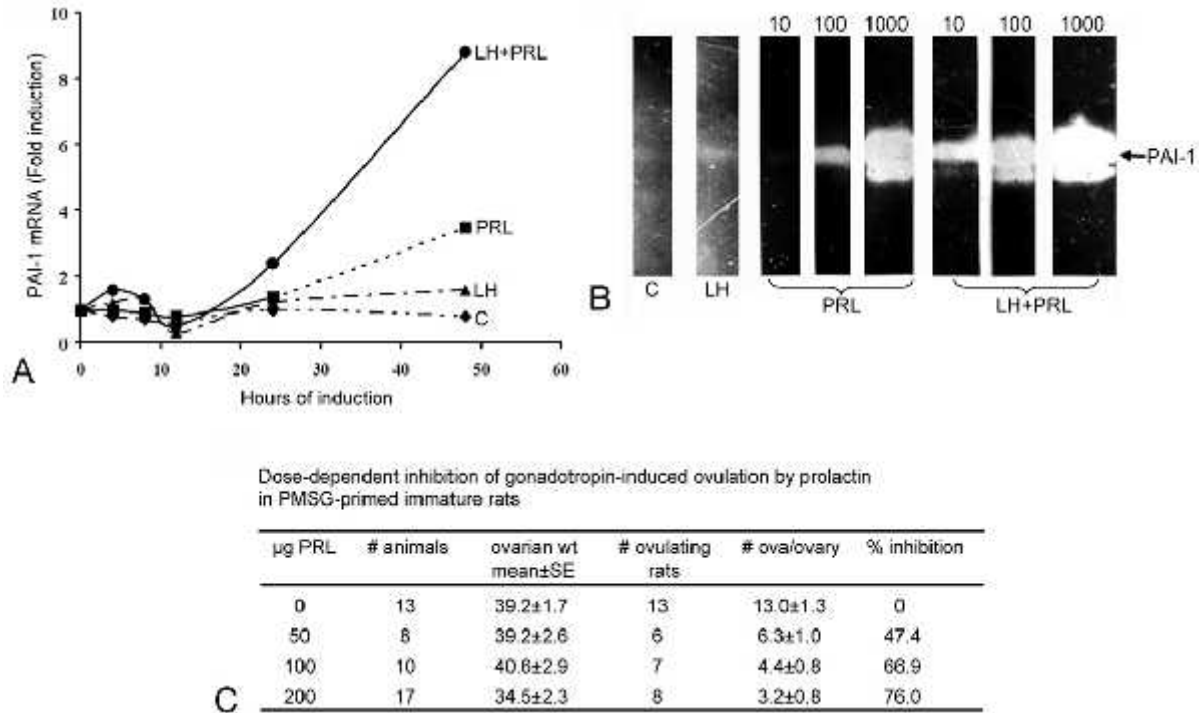 10
8
6
4
2
0
PAI-1 mRNA (Fold induction)
LH+PRL
PRL
LH
C
0 10 20 30 40 50 60
Hours of induction
A
10 100 1000 10 100 1000
PAI-1
C LH PRL LH+PRL
B
Dose-dependent inhibition of gonadotropin-induced ovulation by prolactin
in PMSG-primed immature rats
µg PRL # animals ovarian wt # ovulating # ova/ovary % inhibition
mean±SE rats
0 13 39.2±1.7 13 13.0±1.3 0
50 8 39.2±2.6 6 6.3±1.0 47.4
100 10 40.6±2.9 7 4.4±0.8 66.9
200 17 34.5±2.3 8 3.2±0.8 76.0
C